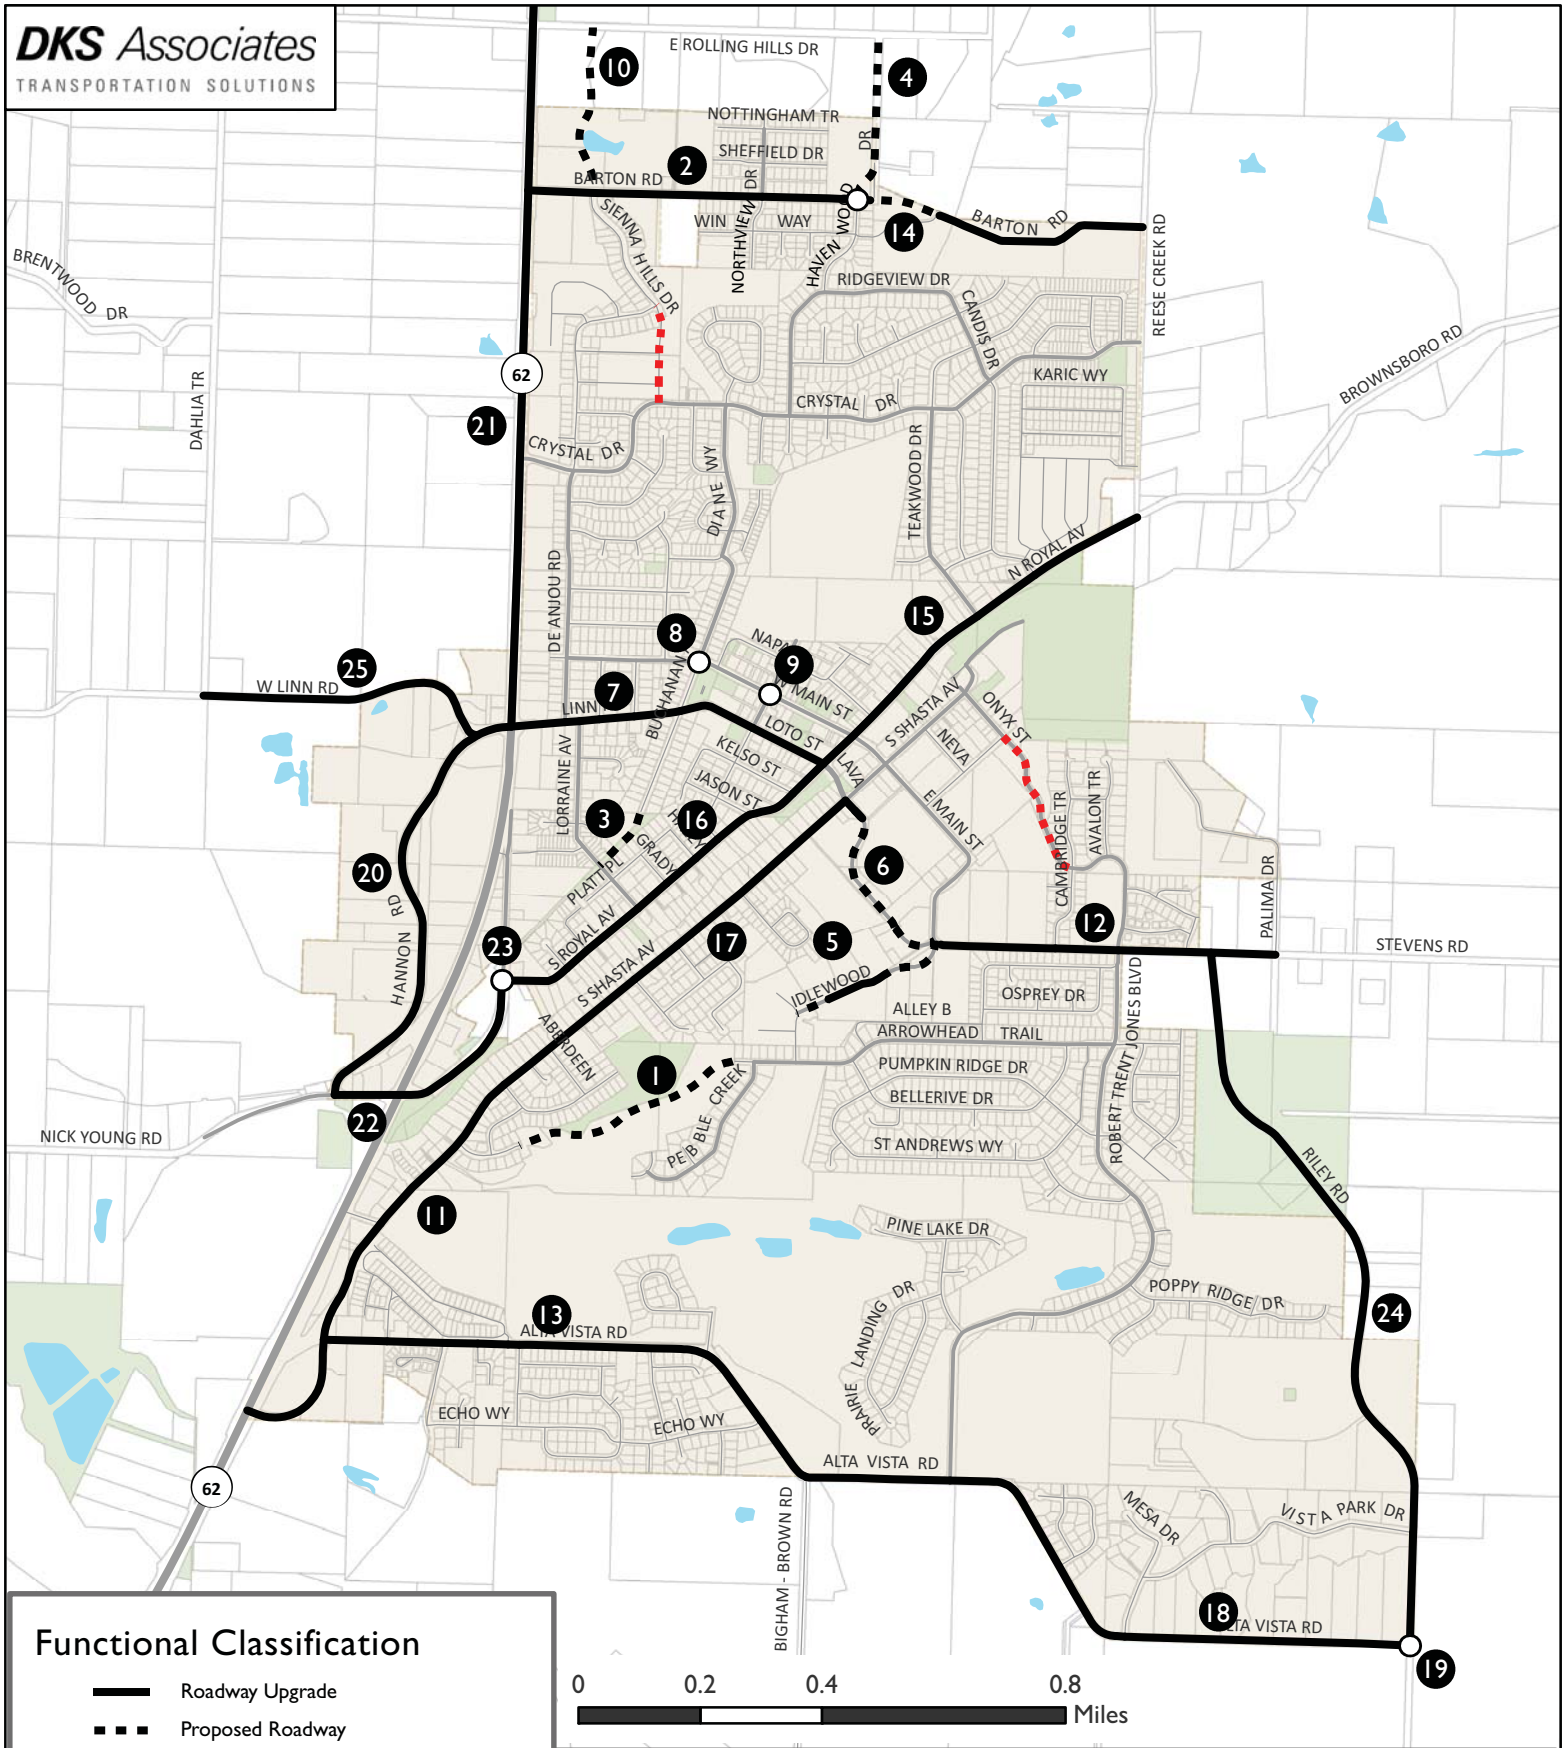 DKS Associates
TRANSPORTATION SOLUTIONS
10
E ROLLING HILLS DR
4
NOTTINGHAM TR
SHEFFIELD DR
DR
2
BARTON RD
SIENNA HILLS DR
NORTHVIEW DR
WIN WAY
HAVEN WOOD
14
BARTON RD
REESE CREEK RD
BRENTWOOD DR
RIDGEVIEW DR
CANDIS DR
62
KARIC WY
BROWNSBORO RD
DAHLIA TR
21
CRYSTAL DR
CRYSTAL DR
DIANE WY
TEAKWOOD DR
N ROYAL AV
DE ANJOU RD
15
8
9
25
W LINN RD
7
BUCHANAN
W MAIN ST
S SHASTA AV
ONYX ST
LOTO ST
NEVA
KELSO ST
LAVA
JASON ST
LORRAINE AV
3
16
GRADY
E MAIN ST
CAMBRIDGE TR
AVALON TR
20
PLATT PL
6
PALIMA DR
HANNON RD
23
S ROYAL AV
17
5
12
STEVENS RD
S SHASTA AV
IDLEWOOD
OSPREY DR
ALLEY B
ARROWHEAD TRAIL
ABERDEEN
1
PUMPKIN RIDGE DR
ROBERT TRENT JONES BLVD
22
PEBBLE CREEK
BELLERIVE DR
NICK YOUNG RD
ST ANDREWS WY
RILEY RD
11
PINE LAKE DR
13
ALTA VISTA RD
PRAIRIE LANDING DR
POPPY RIDGE DR
24
ECHO WY
ECHO WY
ALTA VISTA RD
62
BIGHAM - BROWN RD
MESA DR
VISTA PARK DR
18
LTA VISTA RD
19
Functional Classification
Roadway Upgrade
Proposed Roadway
0 0.2 0.4 0.8
Miles